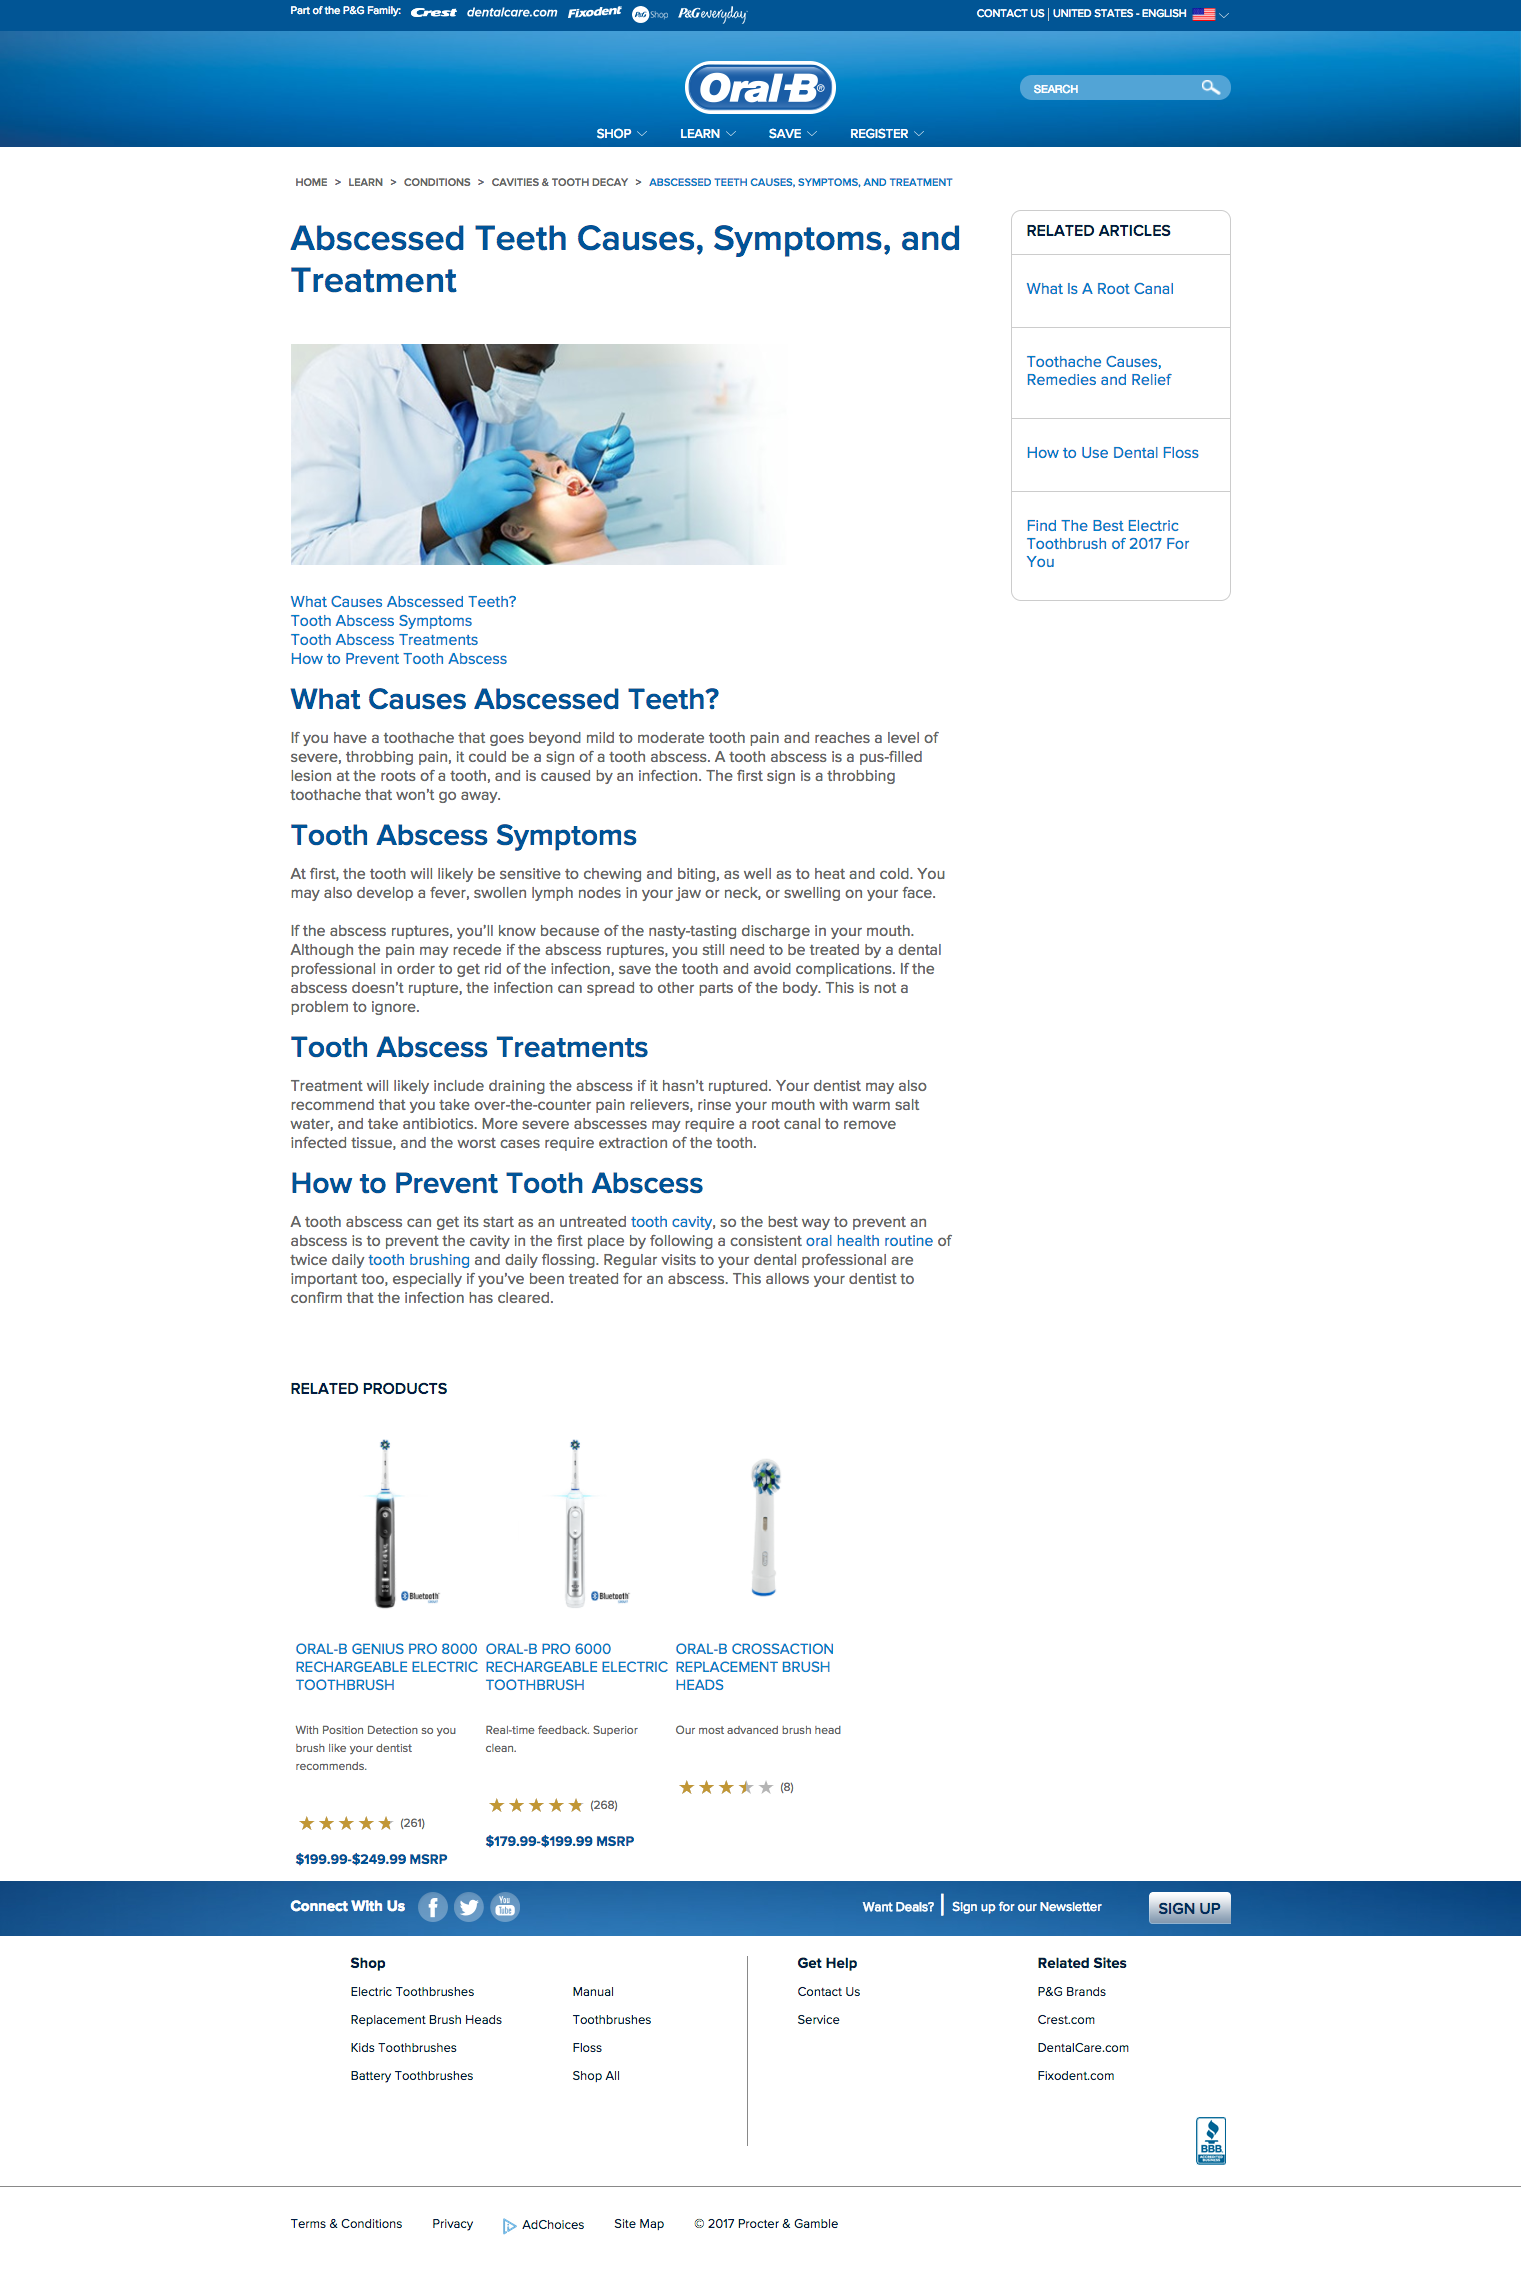 Part of the P&G Family: Crest dentalcare.com Fixodent P&G Shop P&G everyday
CONTACT US | UNITED STATES - ENGLISH
Oral-B®
SEARCH
SHOP LEARN SAVE REGISTER
HOME > LEARN > CONDITIONS > CAVITIES & TOOTH DECAY > ABSCESSED TEETH CAUSES, SYMPTOMS, AND TREATMENT
Abscessed Teeth Causes, Symptoms, and
Treatment
RELATED ARTICLES
What Is A Root Canal
Toothache Causes,
Remedies and Relief
How to Use Dental Floss
Find The Best Electric
Toothbrush of 2017 For
You
What Causes Abscessed Teeth?
Tooth Abscess Symptoms
Tooth Abscess Treatments
How to Prevent Tooth Abscess
What Causes Abscessed Teeth?
If you have a toothache that goes beyond mild to moderate tooth pain and reaches a level of
severe, throbbing pain, it could be a sign of a tooth abscess. A tooth abscess is a pus-filled
lesion at the roots of a tooth, and is caused by an infection. The first sign is a throbbing
toothache that won't go away.
Tooth Abscess Symptoms
At first, the tooth will likely be sensitive to chewing and biting, as well as to heat and cold. You
may also develop a fever, swollen lymph nodes in your jaw or neck, or swelling on your face.
If the abscess ruptures, you'll know because of the nasty-tasting discharge in your mouth.
Although the pain may recede if the abscess ruptures, you still need to be treated by a dental
professional in order to get rid of the infection, save the tooth and avoid complications. If the
abscess doesn't rupture, the infection can spread to other parts of the body. This is not a
problem to ignore.
Tooth Abscess Treatments
Treatment will likely include draining the abscess if it hasn't ruptured. Your dentist may also
recommend that you take over-the-counter pain relievers, rinse your mouth with warm salt
water, and take antibiotics. More severe abscesses may require a root canal to remove
infected tissue, and the worst cases require extraction of the tooth.
How to Prevent Tooth Abscess
A tooth abscess can get its start as an untreated tooth cavity, so the best way to prevent an
abscess is to prevent the cavity in the first place by following a consistent oral health routine of
twice daily tooth brushing and daily flossing. Regular visits to your dental professional are
important too, especially if you've been treated for an abscess. This allows your dentist to
confirm that the infection has cleared.
RELATED PRODUCTS
Bluetooth
Bluetooth
ORAL-B GENIUS PRO 8000
RECHARGEABLE ELECTRIC
TOOTHBRUSH
With Position Detection so you
brush like your dentist
recommends.
(261)
$199.99-$249.99 MSRP
ORAL-B PRO 6000
RECHARGEABLE ELECTRIC
TOOTHBRUSH
Real-time feedback. Superior
clean.
(268)
$179.99-$199.99 MSRP
ORAL-B CROSSACTION
REPLACEMENT BRUSH
HEADS
Our most advanced brush head
(8)
Connect With Us
You
Tube
Want Deals? | Sign up for our Newsletter
SIGN UP
Shop
Electric Toothbrushes
Replacement Brush Heads
Kids Toothbrushes
Battery Toothbrushes
Manual
Toothbrushes
Floss
Shop All
Get Help
Contact Us
Service
Related Sites
P&G Brands
Crest.com
DentalCare.com
Fixodent.com
BBB
ACCREDITED
BUSINESS
Terms & Conditions Privacy AdChoices Site Map © 2017 Procter & Gamble